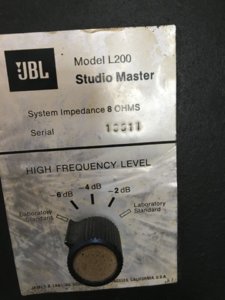 JBL
Model L200
Studio Master
System Impedance 8 OHMS
Serial
HIGH FREQUENCY LEVEL
-6 dB
-4 dB
-2 dB
Laboratory
Standard
Laboratory
Standard
CALIFORNIA U.S.A.